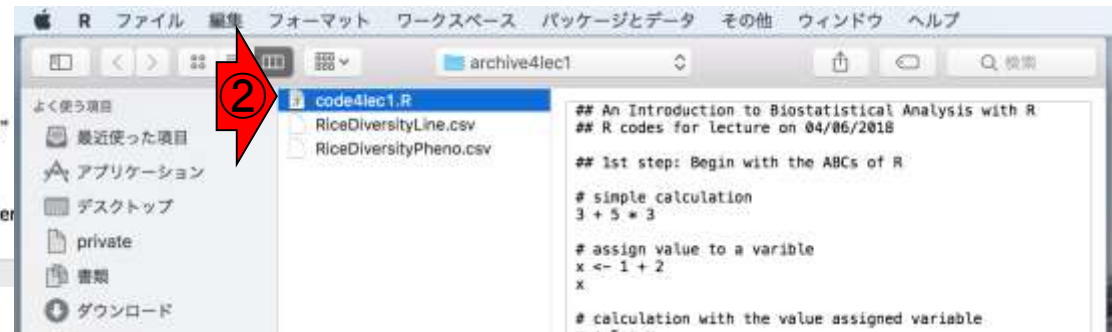 R ファイル 編集 フォーマット ワークスペース パッケージとデータ その他 ウィンドウ ヘルプ
archive4lec1
検索
②
よく使う項目
最近使った項目
アプリケーション
デスクトップ
private
書類
ダウンロード
code4lec1.R
RiceDiversityLine.csv
RiceDiversityPheno.csv
## An Introduction to Biostatistical Analysis with R
## R codes for lecture on 04/06/2018
## 1st step: Begin with the ABCs of R
# simple calculation
3 + 5 * 3
# assign value to a varible
x <- 1 + 2
x
# calculation with the value assigned variable